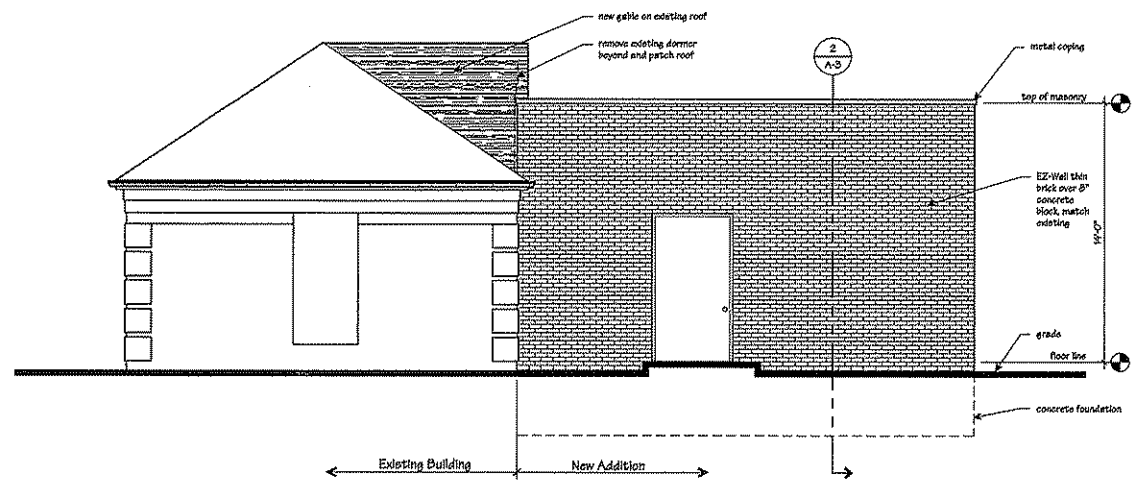 new gable on existing roof
remove existing dormer
beyond and patch roof
2
A-3
metal coping
top of masonry
EZ-Wall thin
brick over 8"
concrete
block, match
existing
14'-0"
grade
floor line
concrete foundation
Existing Building
New Addition